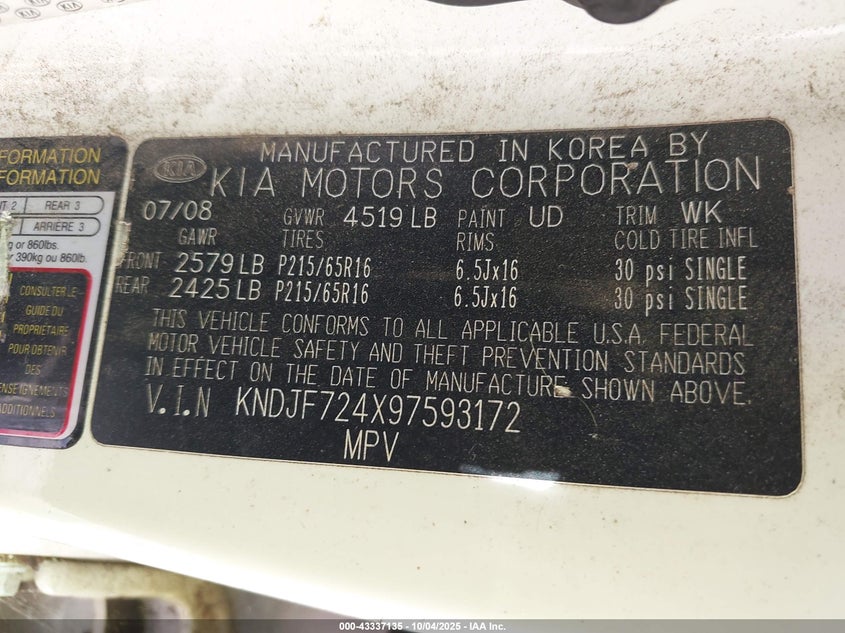 KIA
MANUFACTURED IN KOREA BY
KIA MOTORS CORPORATION
07/08 GVWR 4519 LB PAINT UD TRIM WK
GAWR TIRES RIMS COLD TIRE INFL
FRONT 2579 LB P215/65R16 6.5Jx16 30 psi SINGLE
REAR 2425 LB P215/65R16 6.5Jx16 30 psi SINGLE
THIS VEHICLE CONFORMS TO ALL APPLICABLE U.S.A. FEDERAL
MOTOR VEHICLE SAFETY AND THEFT PREVENTION STANDARDS
IN EFFECT ON THE DATE OF MANUFACTURE SHOWN ABOVE.
V.I.N KNDJF724X97593172
MPV
FORMATION
FORMATION
2 REAR 3
ARRIÈRE 3
or 860lbs.
r 390kg ou 860lb.
CONSULTER LE
GUIDE DU
PROPRIETAIRE
POUR OBTENIR
DES
ENSEIGNEMENTS
ADDITIONNELS
000-43337135 - 10/04/2025 - IAA Inc.